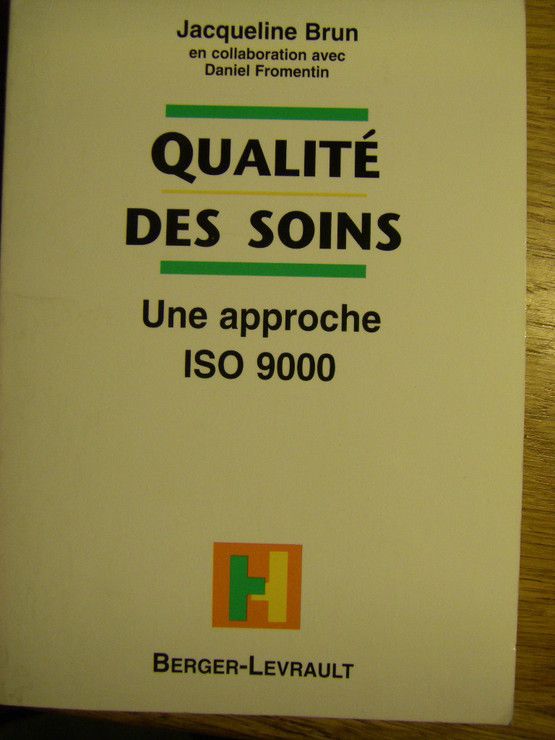 Jacqueline Brun
en collaboration avec
Daniel Fromentin
QUALITÉ
DES SOINS
Une approche
ISO 9000
H
BERGER-LEVRAULT